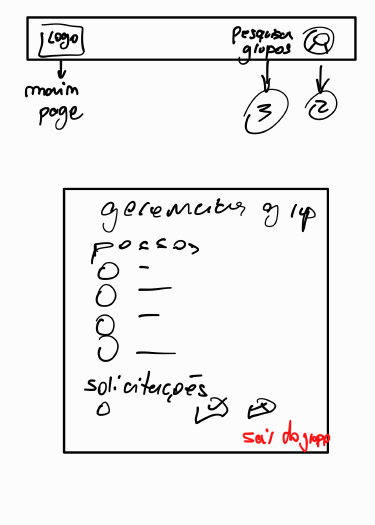 Logo
Pesquisar
grupos
main
page
3
2
gerenciar grup
pessoas
solicitações
sair do grupo